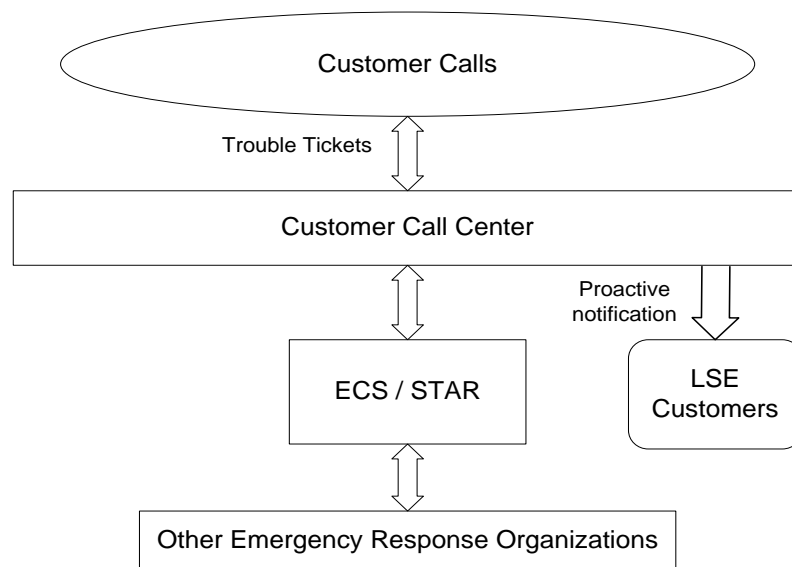 Customer Calls
Trouble Tickets
Customer Call Center
Proactive
notification
ECS / STAR
LSE
Customers
Other Emergency Response Organizations